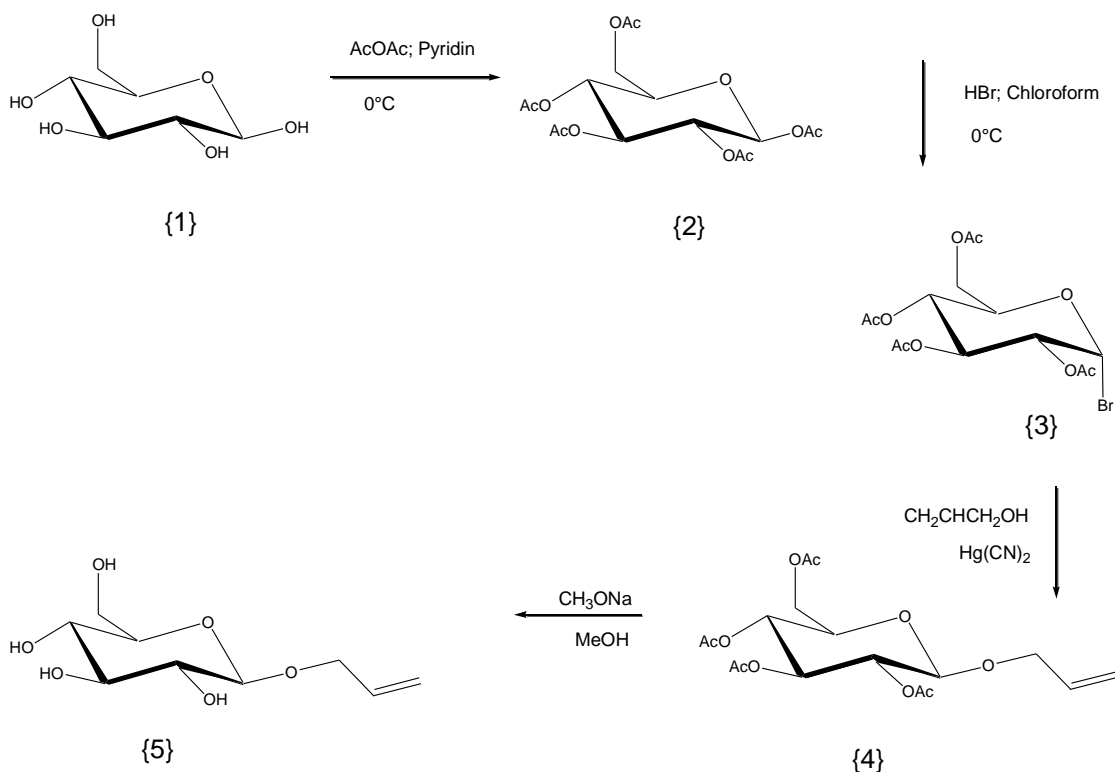 OH
O
HO
HO
OH
OH
{1}
AcOAc; Pyridin
0°C
OAc
O
AcO
AcO
OAc
OAc
{2}
HBr; Chloroform
0°C
OAc
O
AcO
AcO
OAc
Br
{3}
CH₂CHCH₂OH
Hg(CN)₂
OAc
O
AcO
AcO
O
OAc
{4}
CH₃ONa
MeOH
OH
O
HO
HO
O
OH
{5}